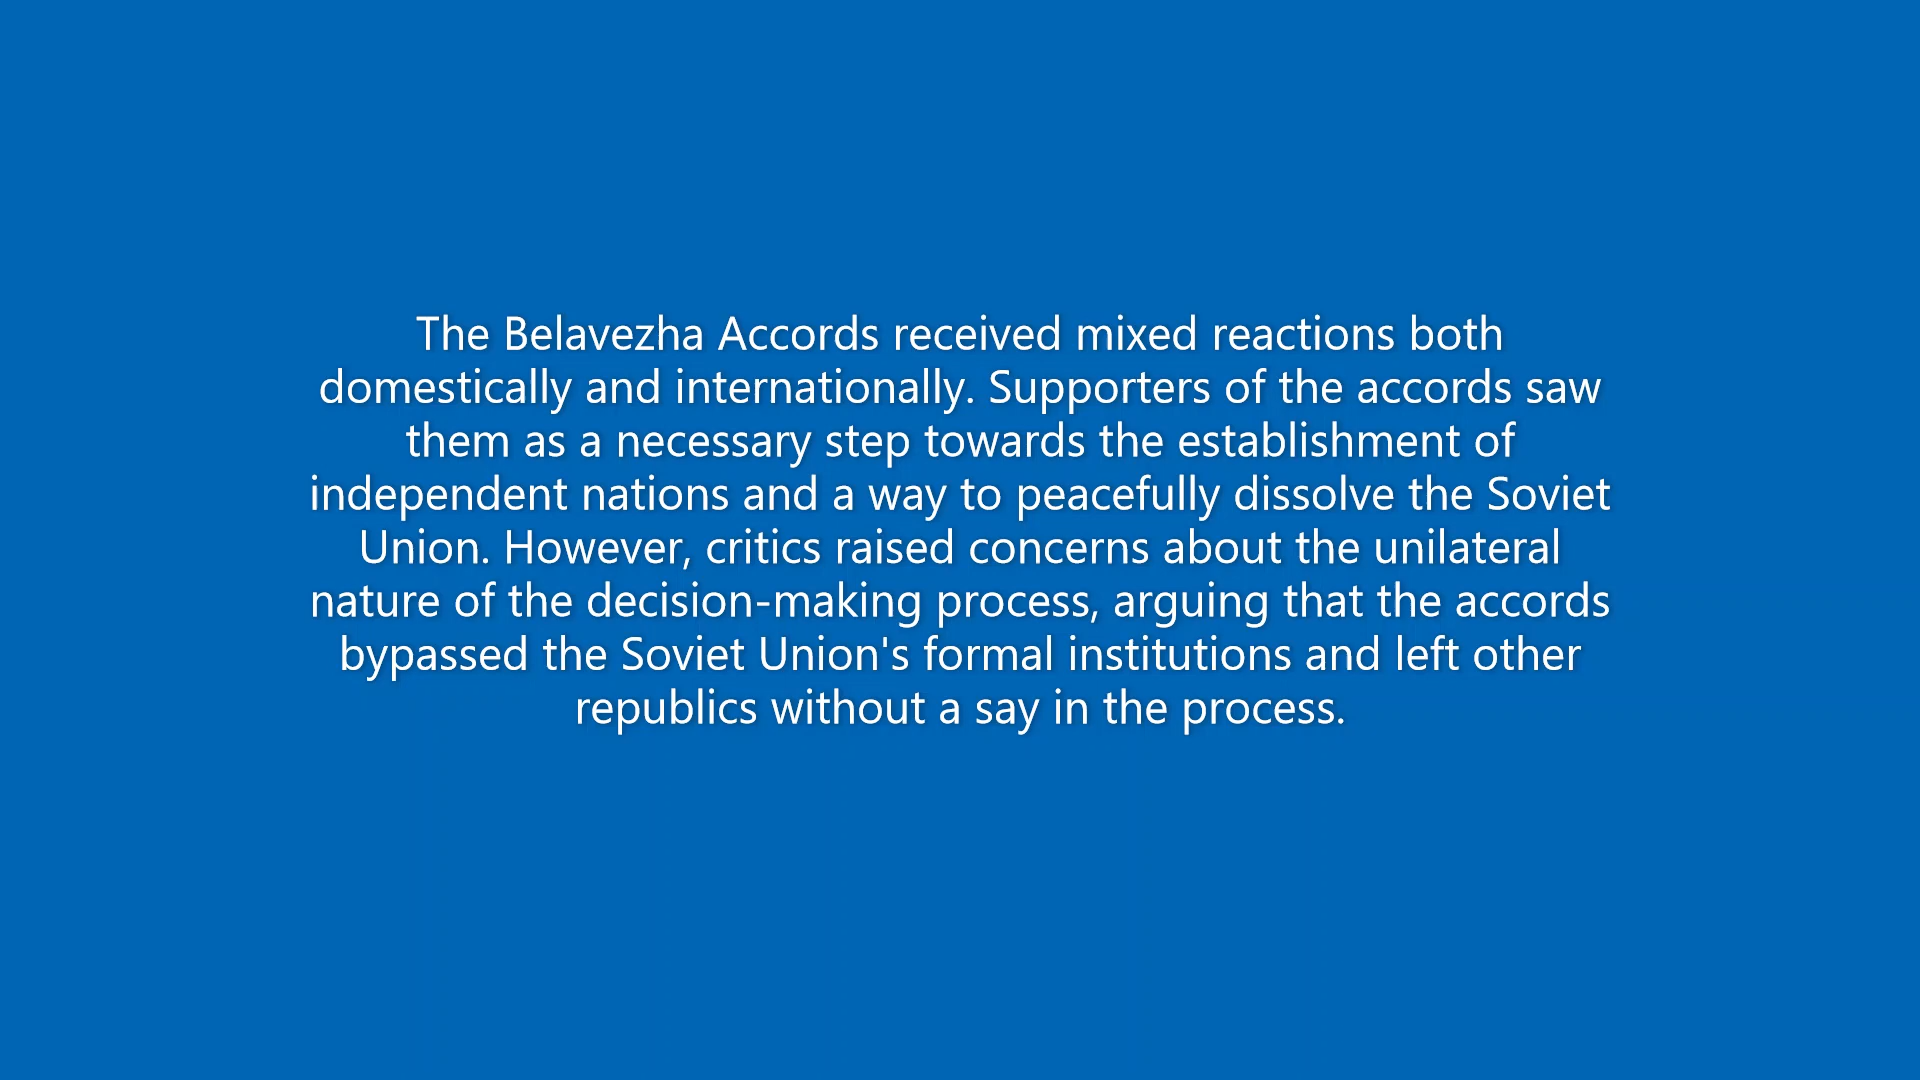 The Belavezha Accords received mixed reactions both
domestically and internationally. Supporters of the accords saw
them as a necessary step towards the establishment of
independent nations and a way to peacefully dissolve the Soviet
Union. However, critics raised concerns about the unilateral
nature of the decision-making process, arguing that the accords
bypassed the Soviet Union's formal institutions and left other
republics without a say in the process.